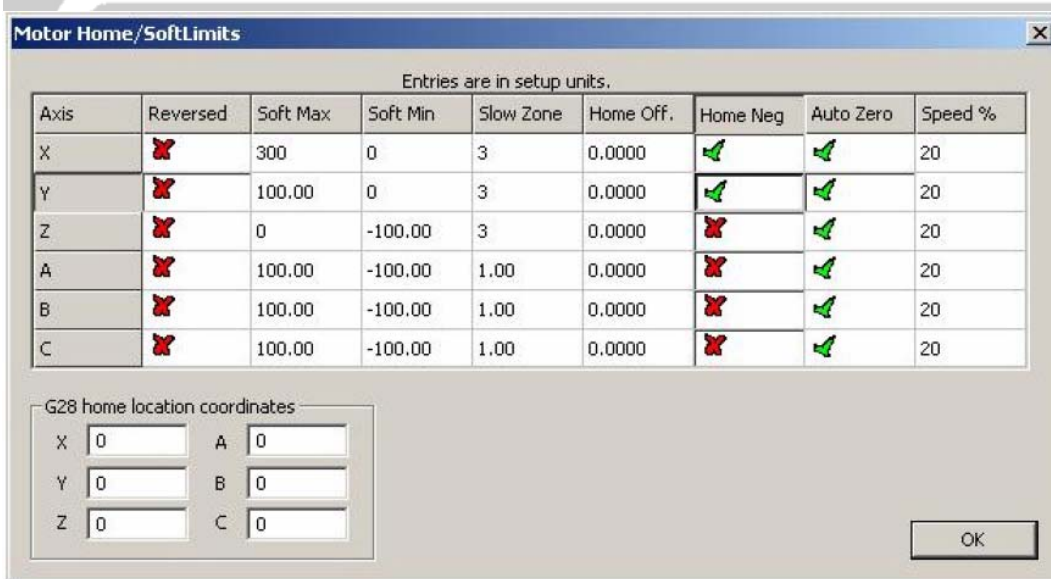 Motor Home/SoftLimits
Entries are in setup units.
Axis Reversed Soft Max Soft Min Slow Zone Home Off. Home Neg Auto Zero Speed %
X 300 0 3 0.0000 20
Y 100.00 0 3 0.0000 20
Z 0 -100.00 3 0.0000 20
A 100.00 -100.00 1.00 0.0000 20
B 100.00 -100.00 1.00 0.0000 20
C 100.00 -100.00 1.00 0.0000 20
G28 home location coordinates
X 0 A 0
Y 0 B 0
Z 0 C 0
OK